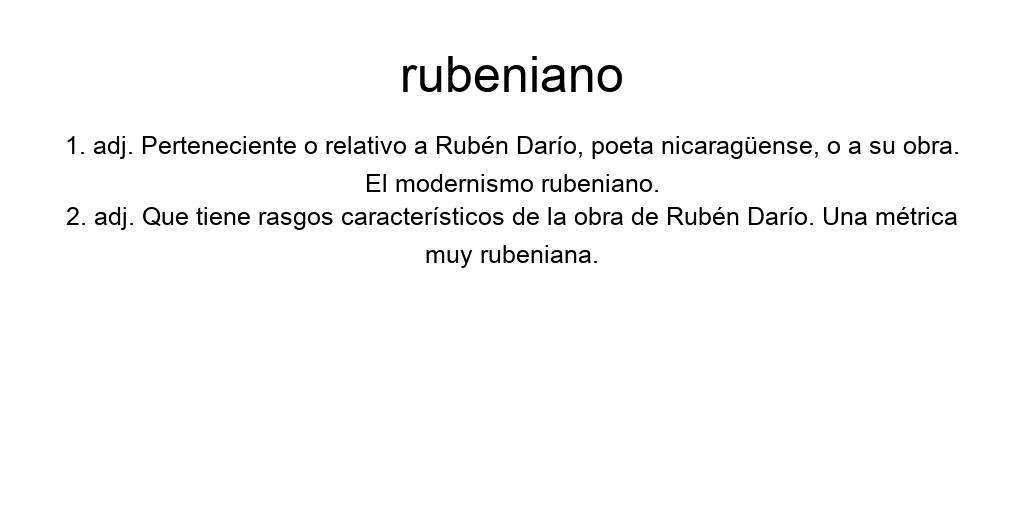 rubeniano
1. adj. Perteneciente o relativo a Rubén Darío, poeta nicaragüense, o a su obra.
El modernismo rubeniano.
2. adj. Que tiene rasgos característicos de la obra de Rubén Darío. Una métrica
muy rubeniana.